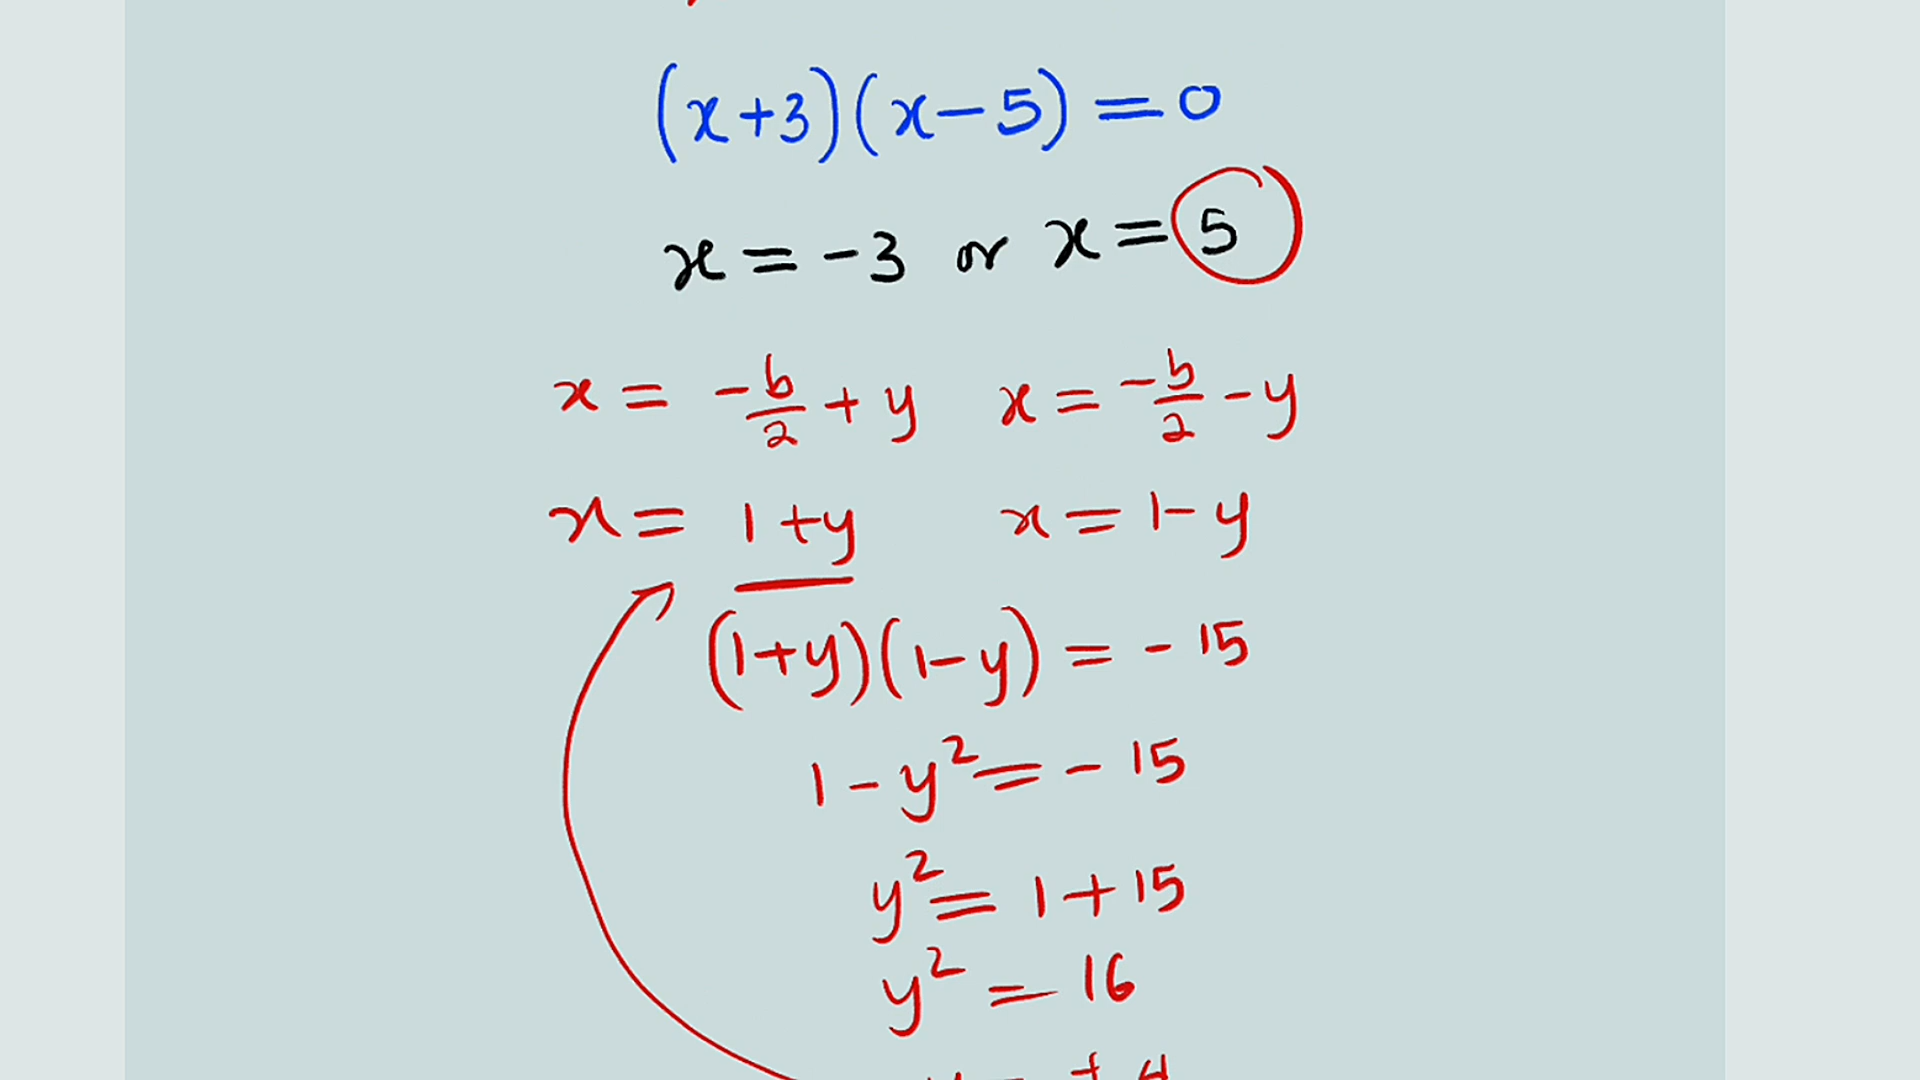 (x+3)(x-5)=0
x = -3 or x = 5
x = -b/2 + y   x = -b/2 - y
x = 1+y   x = 1-y
(1+y)(1-y) = -15
1-y² = -15
y² = 1+15
y² = 16